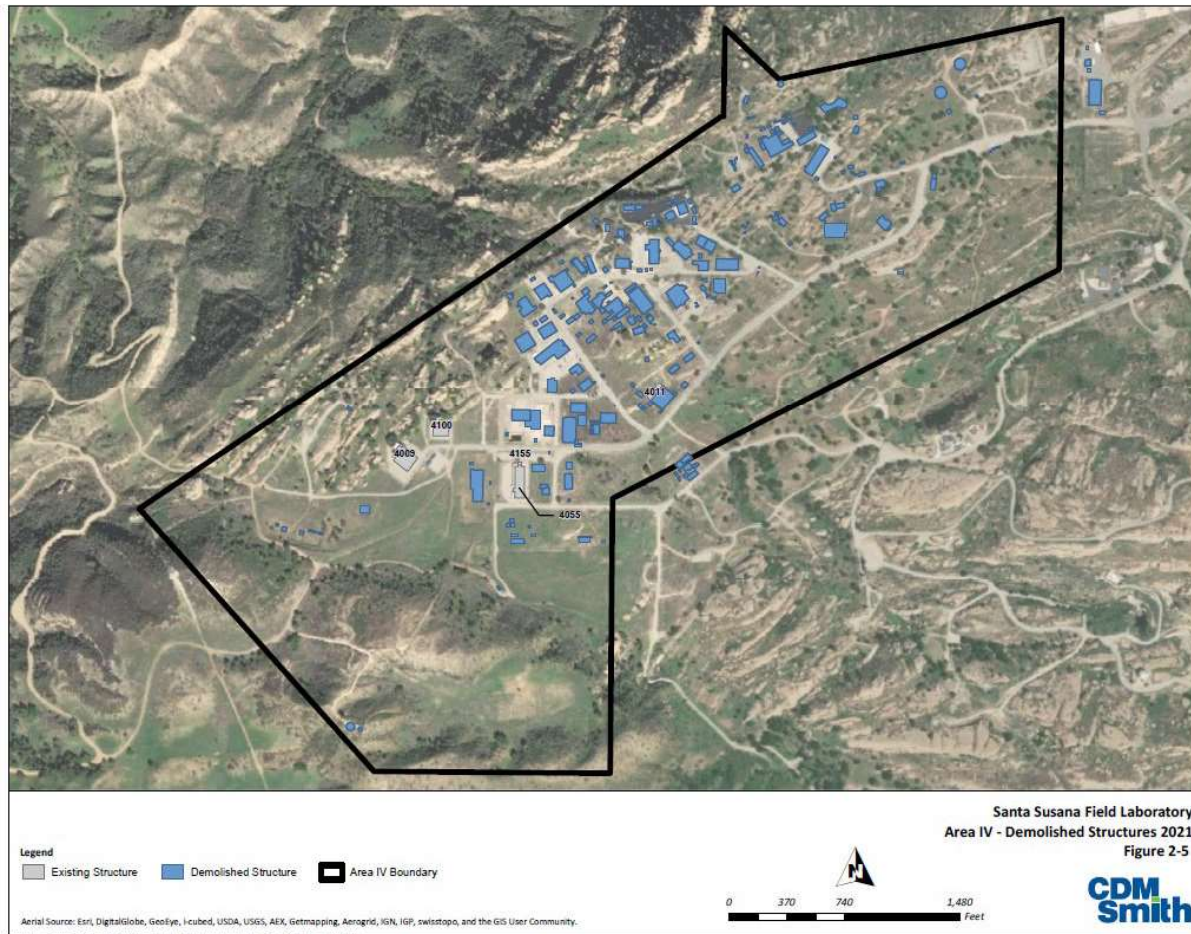 4011
4100
4009
4155
4055
Santa Susana Field Laboratory
Area IV - Demolished Structures 2021
Figure 2-5
Legend
Existing Structure
Demolished Structure
Area IV Boundary
N
0 370 740 1,480
Feet
CDM
Smith
Aerial Source: Esri, DigitalGlobe, GeoEye, i-cubed, USDA, USGS, AEX, Getmapping, Aerogrid, IGN, IGP, swisstopo, and the GIS User Community.